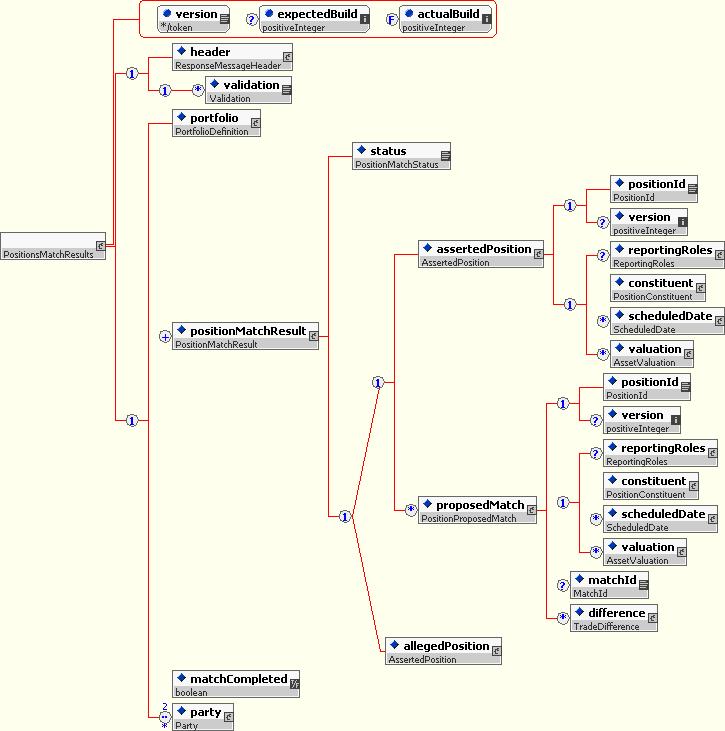 version
*/token
?
expectedBuild
positiveInteger
F
actualBuild
positiveInteger
1
header
ResponseMessageHeader
1
*
validation
Validation
portfolio
PortfolioDefinition
PositionsMatchResults
status
PositionMatchStatus
+
positionMatchResult
PositionMatchResult
assertedPosition
AssertedPosition
1
positionId
PositionId
?
version
positiveInteger
1
?
reportingRoles
ReportingRoles
constituent
PositionConstituent
*
scheduledDate
ScheduledDate
*
valuation
AssetValuation
1
1
1
*
proposedMatch
PositionProposedMatch
1
positionId
PositionId
?
version
positiveInteger
1
?
reportingRoles
ReportingRoles
constituent
PositionConstituent
*
scheduledDate
ScheduledDate
*
valuation
AssetValuation
?
matchId
MatchId
*
difference
TradeDifference
allegedPosition
AssertedPosition
matchCompleted
boolean
2
..
*
party
Party